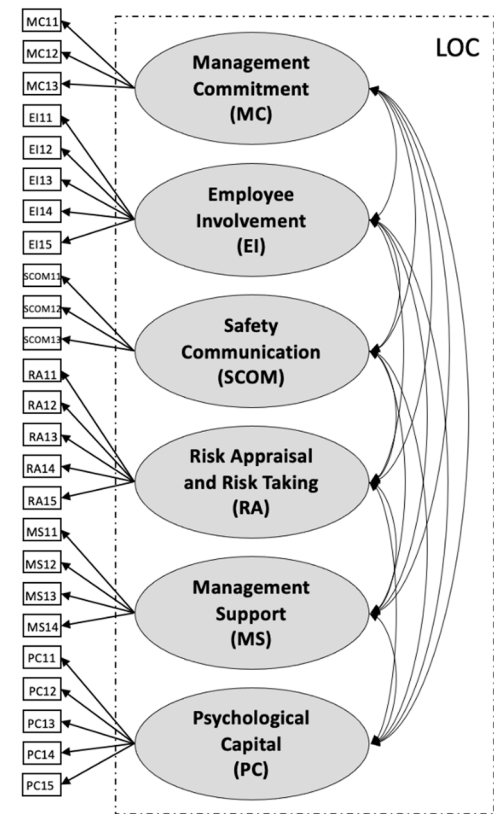 LOC
MC11
MC12
MC13
EI11
EI12
EI13
EI14
EI15
SCOM11
SCOM12
SCOM13
RA11
RA12
RA13
RA14
RA15
MS11
MS12
MS13
MS14
PC11
PC12
PC13
PC14
PC15
Management
Commitment
(MC)
Employee
Involvement
(EI)
Safety
Communication
(SCOM)
Risk Appraisal
and Risk Taking
(RA)
Management
Support
(MS)
Psychological
Capital
(PC)